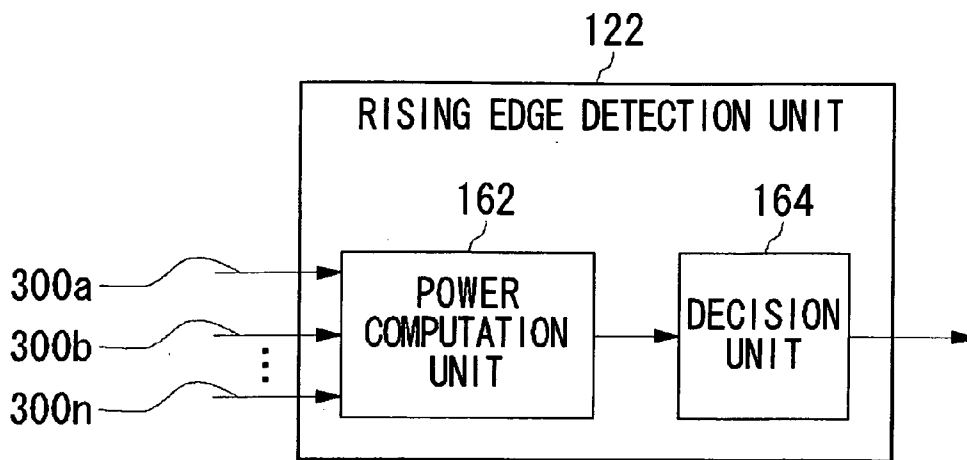 122
RISING EDGE DETECTION UNIT
162
164
300a
300b
300n
POWER
COMPUTATION
UNIT
DECISION
UNIT